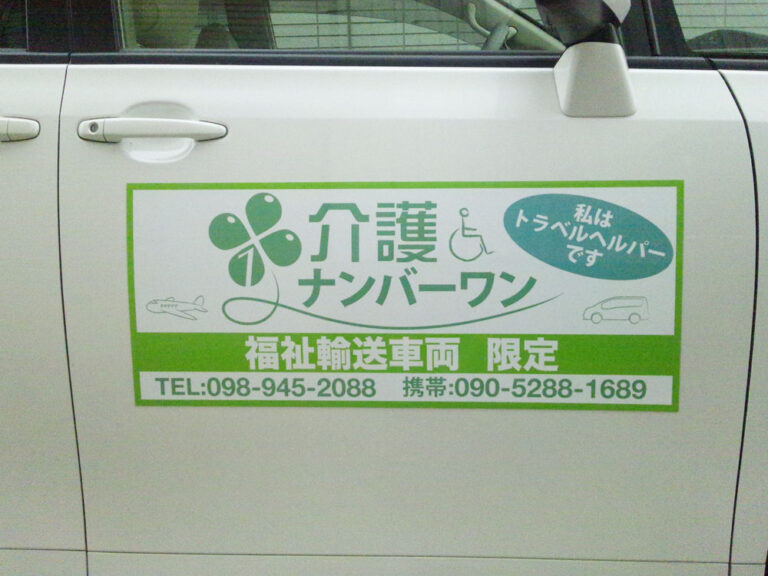 介護
ナンバーワン
1
私は
トラベルヘルパー
です
福祉輸送車両 限定
TEL:098-945-2088 携帯:090-5288-1689